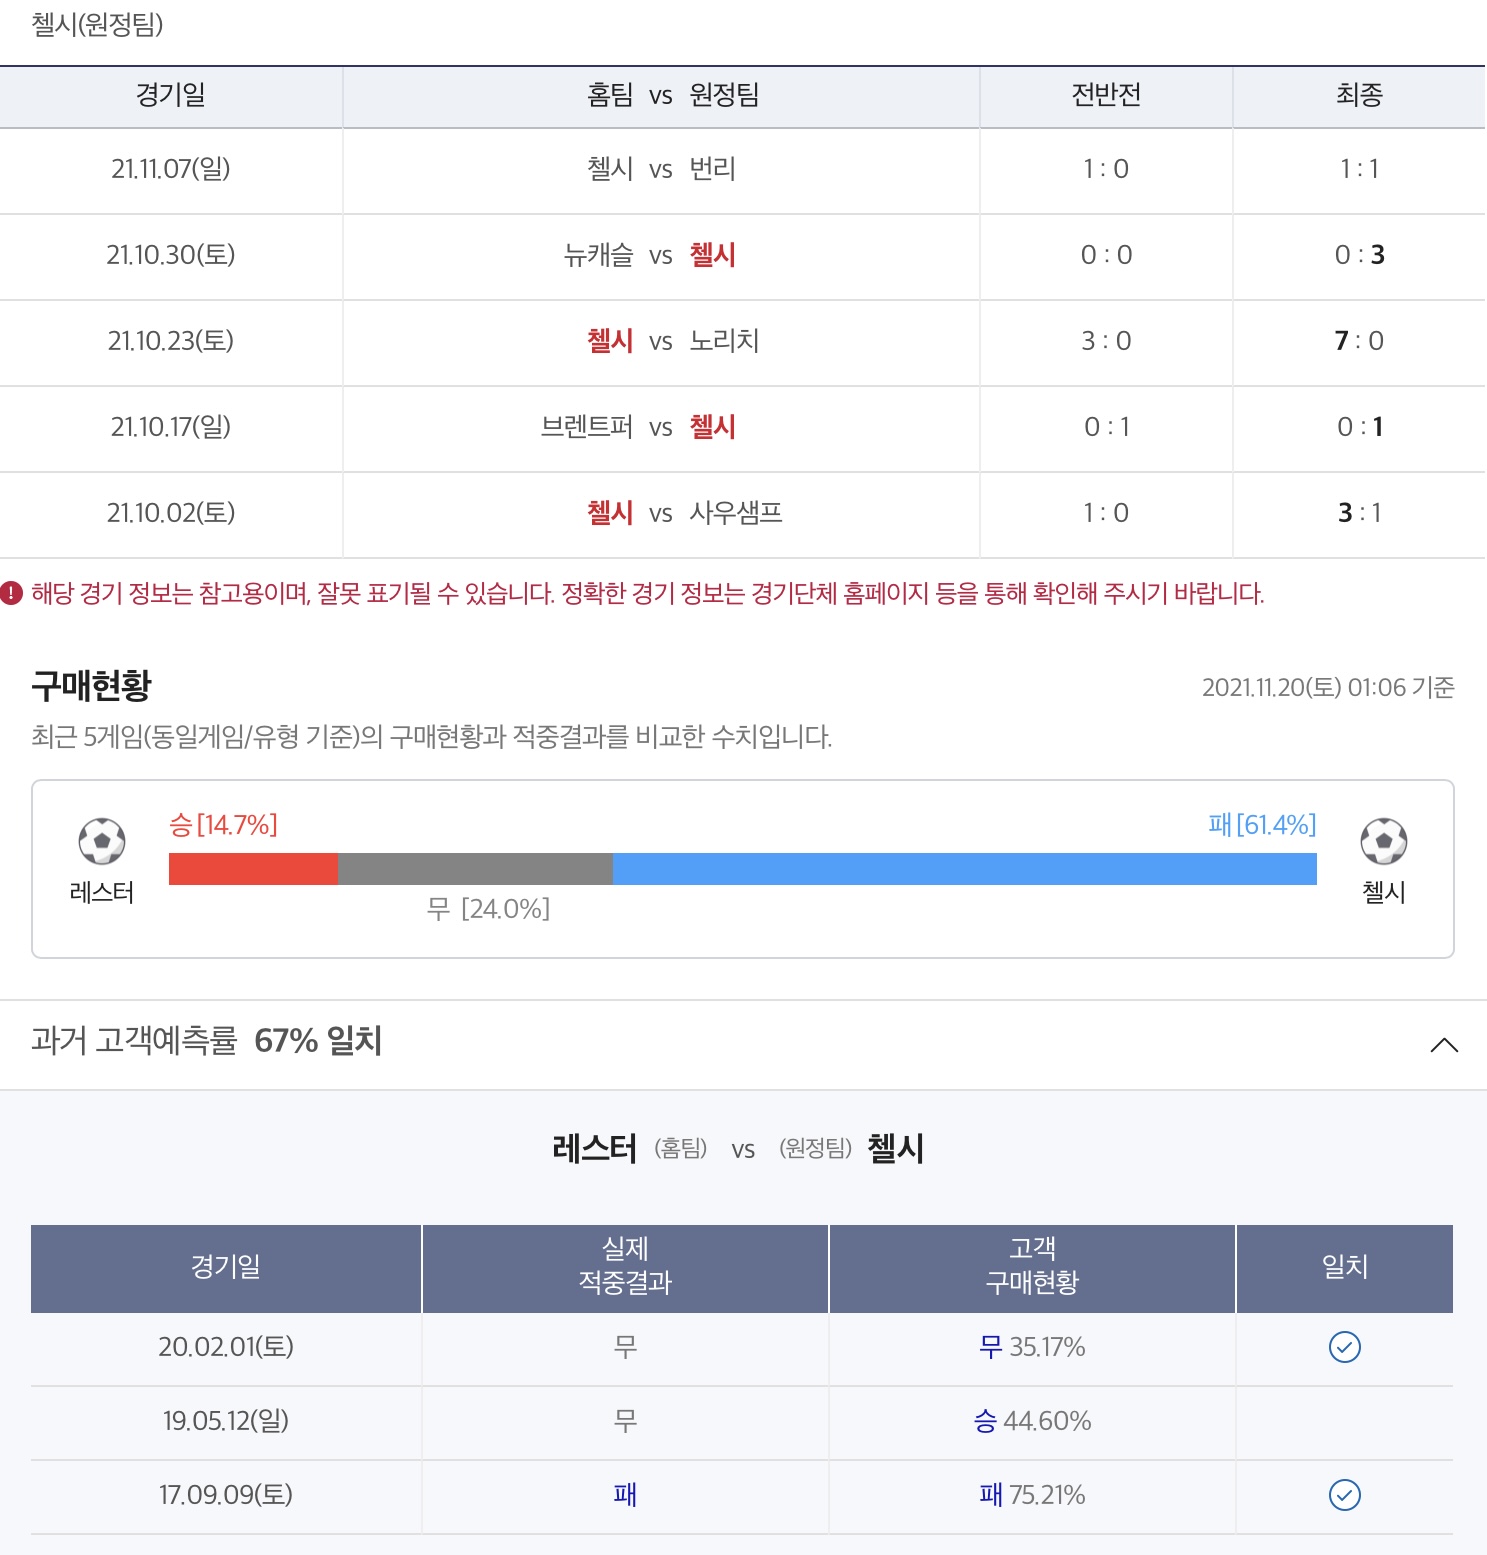 첼시(원정팀)
경기일 홈팀 vs 원정팀 전반전 최종
21.11.07(일) 첼시 vs 번리 1 : 0 1 : 1
21.10.30(토) 뉴캐슬 vs 첼시 0 : 0 0 : 3
21.10.23(토) 첼시 vs 노리치 3 : 0 7 : 0
21.10.17(일) 브렌트퍼 vs 첼시 0 : 1 0 : 1
21.10.02(토) 첼시 vs 사우샘프 1 : 0 3 : 1
! 해당 경기 정보는 참고용이며, 잘못 표기될 수 있습니다. 정확한 경기 정보는 경기단체 홈페이지 등을 통해 확인해 주시기 바랍니다.
구매현황 2021.11.20(토) 01:06 기준
최근 5게임(동일게임/유형 기준)의 구매현황과 적중결과를 비교한 수치입니다.
승 [14.7%] 패 [61.4%]
레스터 첼시
무 [24.0%]
과거 고객예측률 67% 일치
레스터 (홈팀) vs (원정팀) 첼시
경기일 실제 적중결과 고객 구매현황 일치
20.02.01(토) 무 무 35.17%
19.05.12(일) 무 승 44.60%
17.09.09(토) 패 패 75.21%